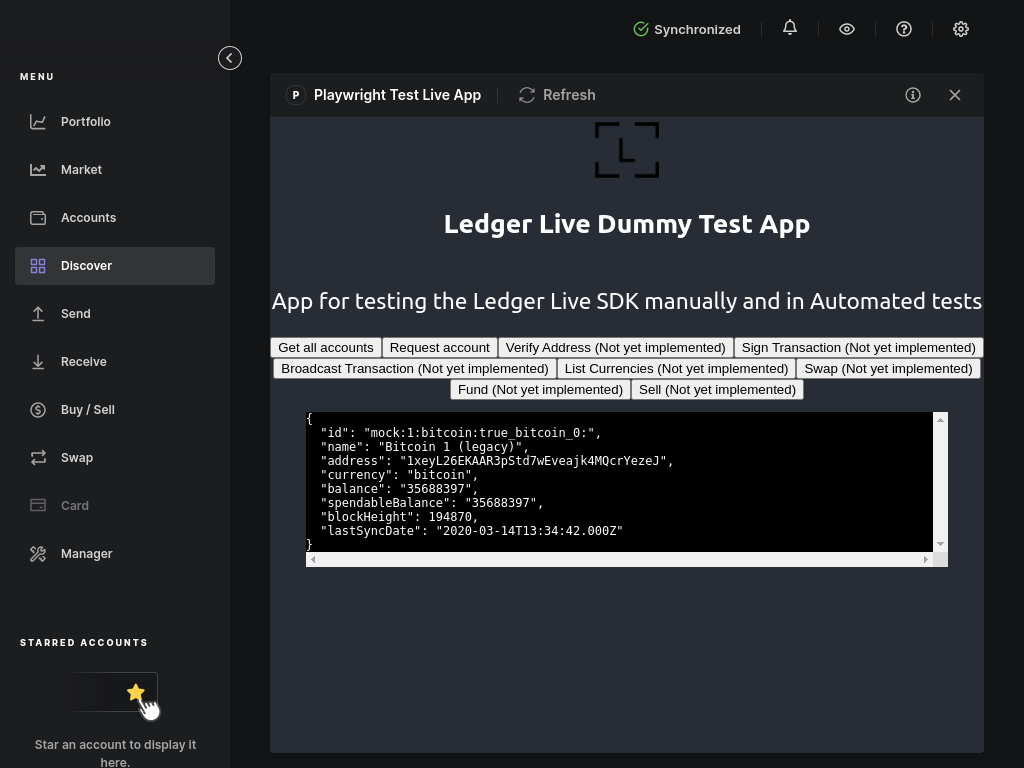 Synchronized
MENU
Portfolio
Market
Accounts
Discover
Send
Receive
Buy / Sell
Swap
Card
Manager
STARRED ACCOUNTS
Star an account to display it
here.
P Playwright Test Live App Refresh
L
Ledger Live Dummy Test App
App for testing the Ledger Live SDK manually and in Automated tests
Get all accounts Request account Verify Address (Not yet implemented) Sign Transaction (Not yet implemented)
Broadcast Transaction (Not yet implemented) List Currencies (Not yet implemented) Swap (Not yet implemented)
Fund (Not yet implemented) Sell (Not yet implemented)
{
"id": "mock:1:bitcoin:true_bitcoin_0:",
"name": "Bitcoin 1 (legacy)",
"address": "1xeyL26EKAAR3pStd7wEveajk4MQcrYezeJ",
"currency": "bitcoin",
"balance": "35688397",
"spendableBalance": "35688397",
"blockHeight": 194870,
"lastSyncDate": "2020-03-14T13:34:42.000Z"
}